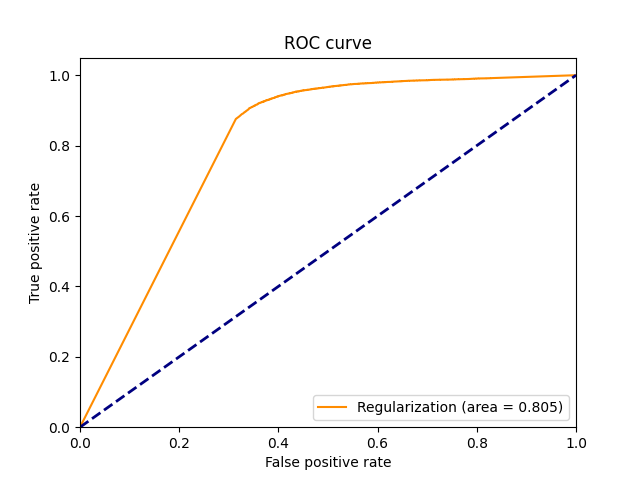 ROC curve
True positive rate
1.0
0.8
0.6
0.4
0.2
0.0
Regularization (area = 0.805)
0.0 0.2 0.4 0.6 0.8 1.0
False positive rate